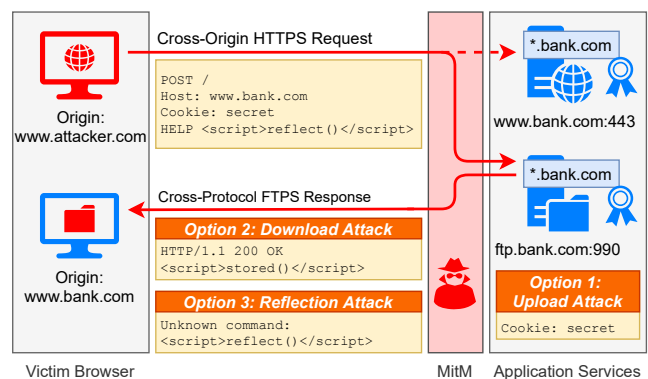 Cross-Origin HTTPS Request
POST /
Host: www.bank.com
Cookie: secret
HELP <script>reflect()</script>
Origin:
www.attacker.com
*.bank.com
www.bank.com:443
*.bank.com
ftp.bank.com:990
Cross-Protocol FTPS Response
Origin:
www.bank.com
Option 2: Download Attack
HTTP/1.1 200 OK
<script>stored()</script>
Option 3: Reflection Attack
Unknown command:
<script>reflect()</script>
Option 1:
Upload Attack
Cookie: secret
Victim Browser
MitM
Application Services